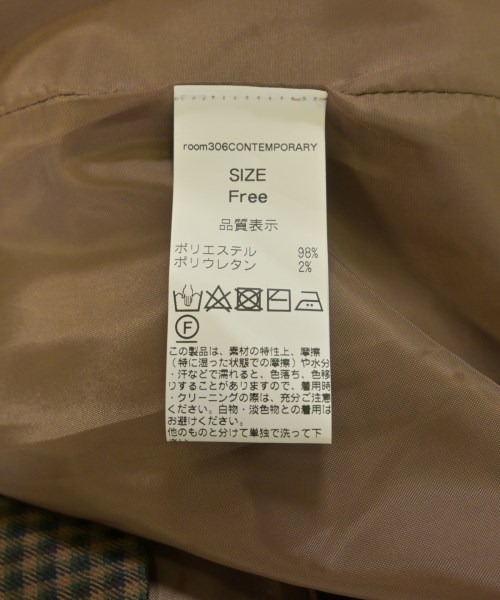 room306CONTEMPORARY
SIZE
Free
品質表示
ポリエステル 98%
ポリウレタン 2%
F
この製品は、素材の特性上、摩擦
(特に湿った状態での摩擦)や水分
・汗などで濡れると、色落ち、色移
りすることがありますので、着用時
・クリーニングの際は、充分ご注意
ください。白物・淡色物との着用は
お避けください。
他のものと分けて単独で洗って下